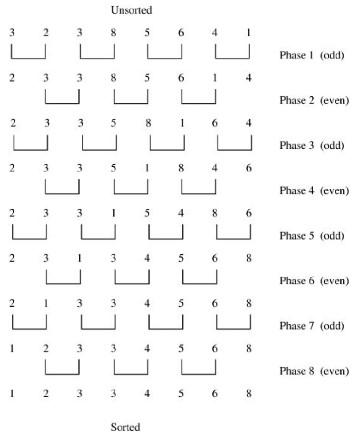 Unsorted
3 2 3 8 5 6 4 1
Phase 1 (odd)
2 3 3 8 5 6 1 4
Phase 2 (even)
2 3 3 5 8 1 6 4
Phase 3 (odd)
2 3 3 5 1 8 4 6
Phase 4 (even)
2 3 3 1 5 4 8 6
Phase 5 (odd)
2 3 1 3 4 5 6 8
Phase 6 (even)
2 1 3 3 4 5 6 8
Phase 7 (odd)
1 2 3 3 4 5 6 8
Phase 8 (even)
1 2 3 3 4 5 6 8
Sorted